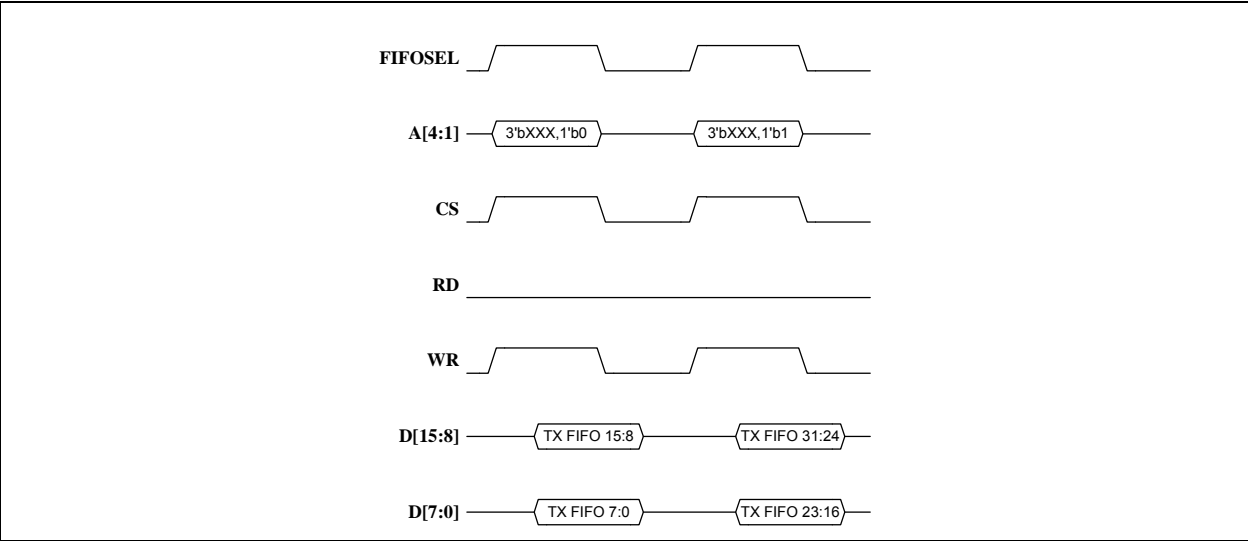 FIFOSEL
A[4:1] 3'bXXX,1'b0 3'bXXX,1'b1
CS
RD
WR
D[15:8] TX FIFO 15:8 TX FIFO 31:24
D[7:0] TX FIFO 7:0 TX FIFO 23:16